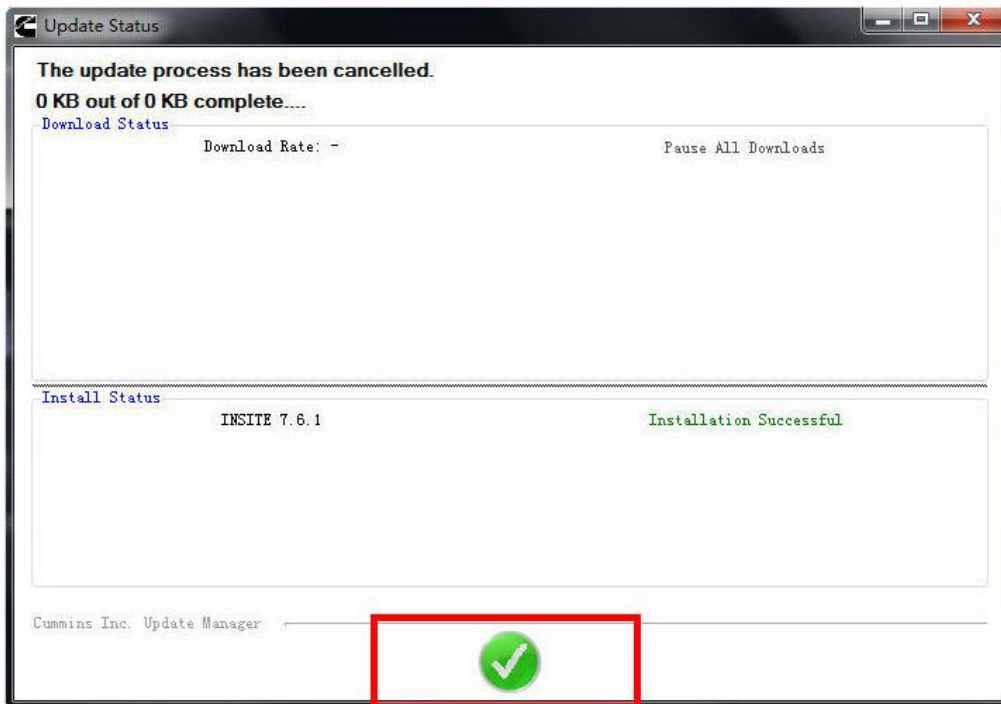 Update Status
The update process has been cancelled.
0 KB out of 0 KB complete....
Download Status
Download Rate: -
Pause All Downloads
Install Status
INSITE 7.6.1
Installation Successful
Cummins Inc. Update Manager